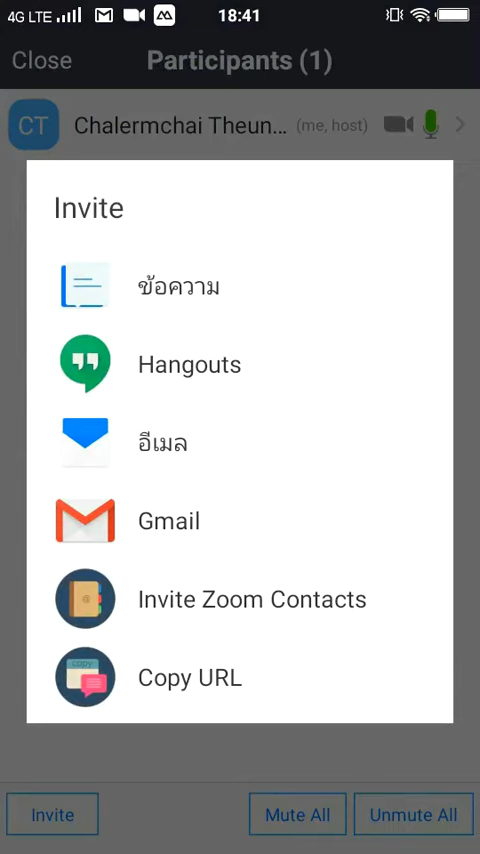 4G LTE 18:41
Close Participants (1)
CT Chalermchai Theun... (me, host)
Invite
ข้อความ
Hangouts
อีเมล
Gmail
Invite Zoom Contacts
copy
Copy URL
Invite Mute All Unmute All